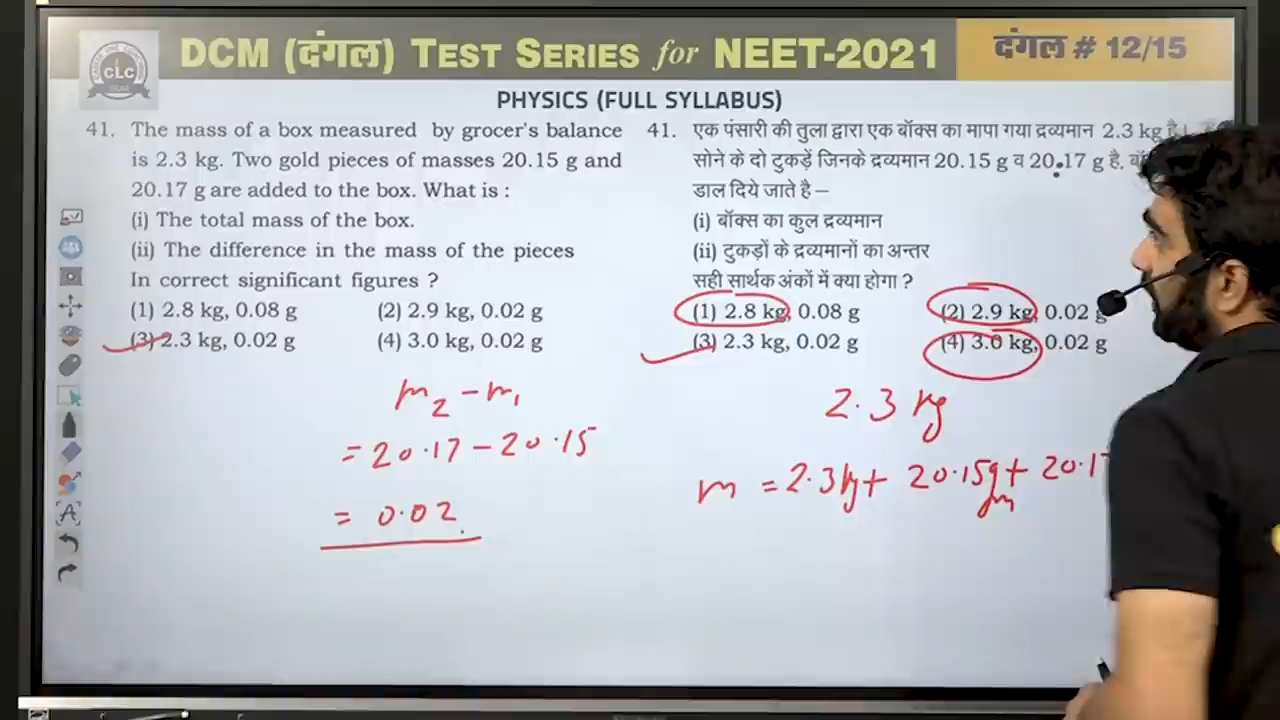 DCM (दंगल) TEST SERIES for NEET-2021
दंगल # 12/15
CLC
PHYSICS (FULL SYLLABUS)
41. The mass of a box measured by grocer's balance
is 2.3 kg. Two gold pieces of masses 20.15 g and
20.17 g are added to the box. What is :
(i) The total mass of the box.
(ii) The difference in the mass of the pieces
In correct significant figures ?
(1) 2.8 kg, 0.08 g (2) 2.9 kg, 0.02 g
(3) 2.3 kg, 0.02 g (4) 3.0 kg, 0.02 g
m2 - m1
= 20.17 - 20.15
= 0.02
41. एक पंसारी की तुला द्वारा एक बॉक्स का मापा गया द्रव्यमान 2.3 kg है।
सोने के दो टुकड़ें जिनके द्रव्यमान 20.15 g व 20.17 g है,
डाल दिये जाते है –
(i) बॉक्स का कुल द्रव्यमान
(ii) टुकड़ों के द्रव्यमानों का अन्तर
सही सार्थक अंकों में क्या होगा ?
(1) 2.8 kg, 0.08 g (2) 2.9 kg, 0.02 g
(3) 2.3 kg, 0.02 g (4) 3.0 kg, 0.02 g
2.3 kg
m = 2.3kg + 20.15gm + 20.17